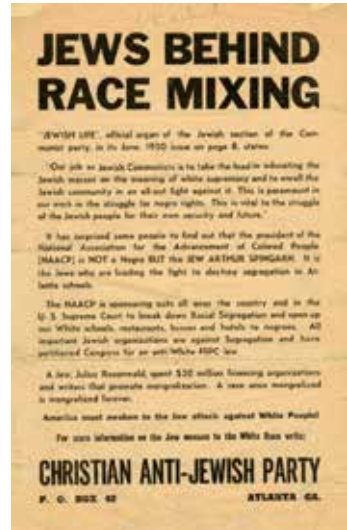 JEWS BEHIND
RACE MIXING
"JEWISH LIFE", official organ of the Jewish section of the Com-
munist party, in its June, 1950 issue on page 8, states:
"Our job as Jewish Communists is to take the lead in educating the
Jewish masses on the meaning of white supremacy and to enroll the
Jewish community in an all-out fight against it. This is paramount in
our work in the struggle for negro rights. This is vital to the struggle
of the Jewish people for their own security and future."
It has surprised some people to find out that the president of the
National Association for the Advancement of Colored People
(NAACP) is NOT a Negro BUT the JEW ARTHUR SPINGARN. It is
the Jews who are leading the fight to destroy segregation in At-
lanta schools.
The NAACP is sponsoring suits all over the country and in the
U. S. Supreme Court to break down Racial Segregation and open up
our White schools, restaurants, busses and hotels to negroes. All
important Jewish organizations are against Segregation and have
petitioned Congress for an anti-White FEPC law.
A Jew, Julius Rosenwald, spent $30 million financing organizations
and writers that promote mongrelization. A race once mongrelized
is mongrelized forever.
America must awaken to the Jew attack against White People!
For more information on the Jew menace to the White Race write:
CHRISTIAN ANTI-JEWISH PARTY
P. O. BOX 48 ATLANTA GA.